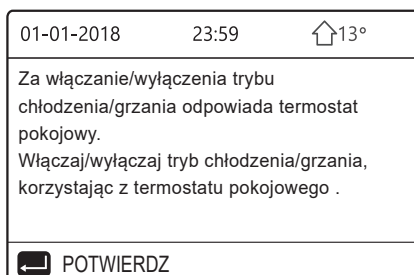 01-01-2018 23:59 13°
Za włączanie/wyłączenia trybu
chłodzenia/grzania odpowiada termostat
pokojowy.
Włączaj/wyłączaj tryb chłodzenia/grzania,
korzystając z termostatu pokojowego .
POTWIERDZ